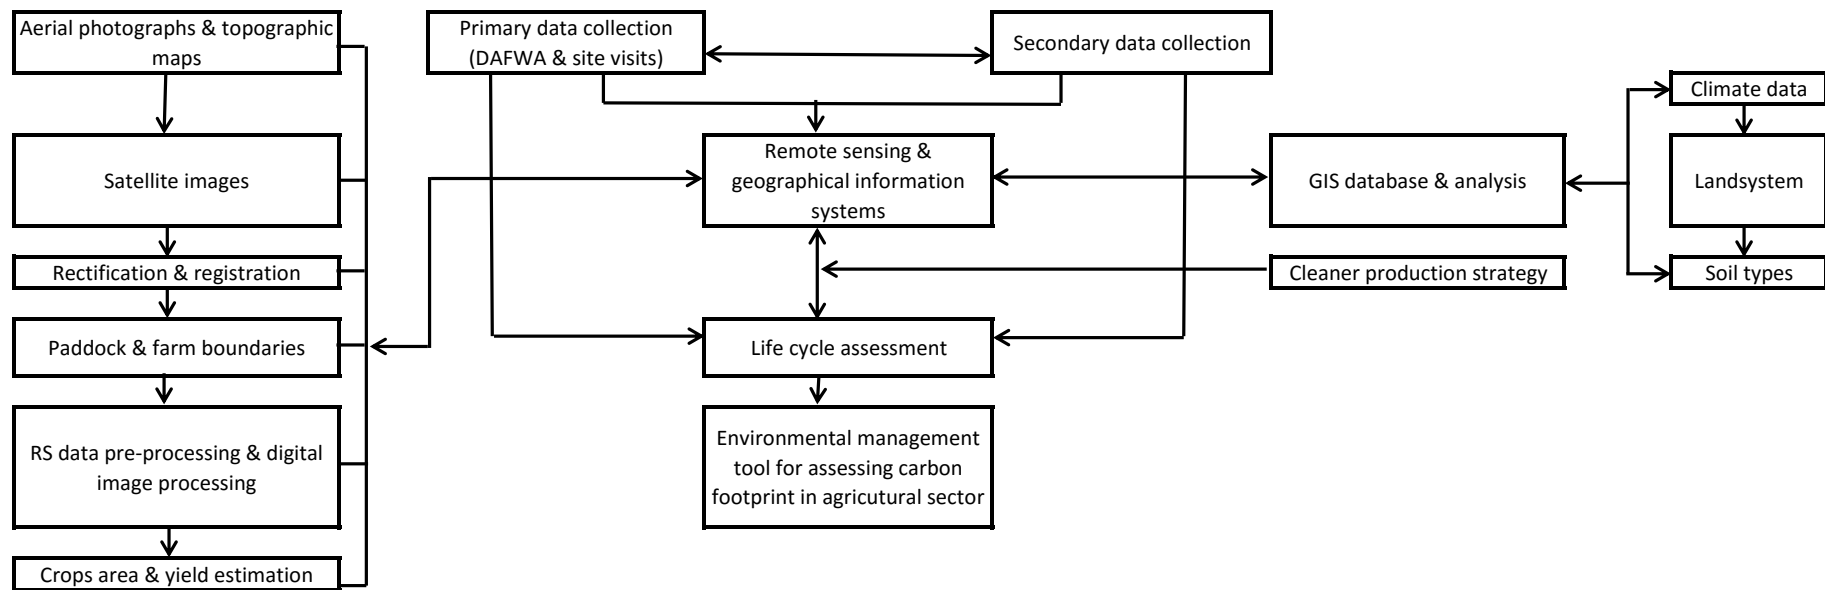 Aerial photographs & topographic
maps
Primary data collection
(DAFWA & site visits)
Secondary data collection
Climate data
Satellite images
Remote sensing &
geographical information
systems
GIS database & analysis
Landsystem
Rectification & registration
Cleaner production strategy
Soil types
Paddock & farm boundaries
Life cycle assessment
RS data pre-processing & digital
image processing
Environmental management
tool for assessing carbon
footprint in agricutural sector
Crops area & yield estimation